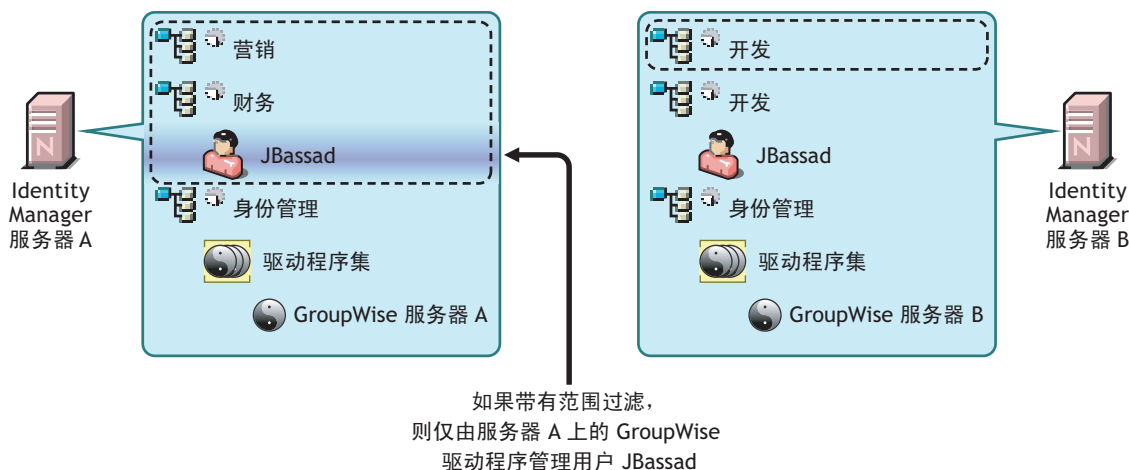 营销
财务
JBassad
身份管理
驱动程序集
GroupWise 服务器 A
Identity
Manager
服务器 A
开发
开发
JBassad
身份管理
驱动程序集
GroupWise 服务器 B
Identity
Manager
服务器 B
如果带有范围过滤，
则仅由服务器 A 上的 GroupWise
驱动程序管理用户 JBassad